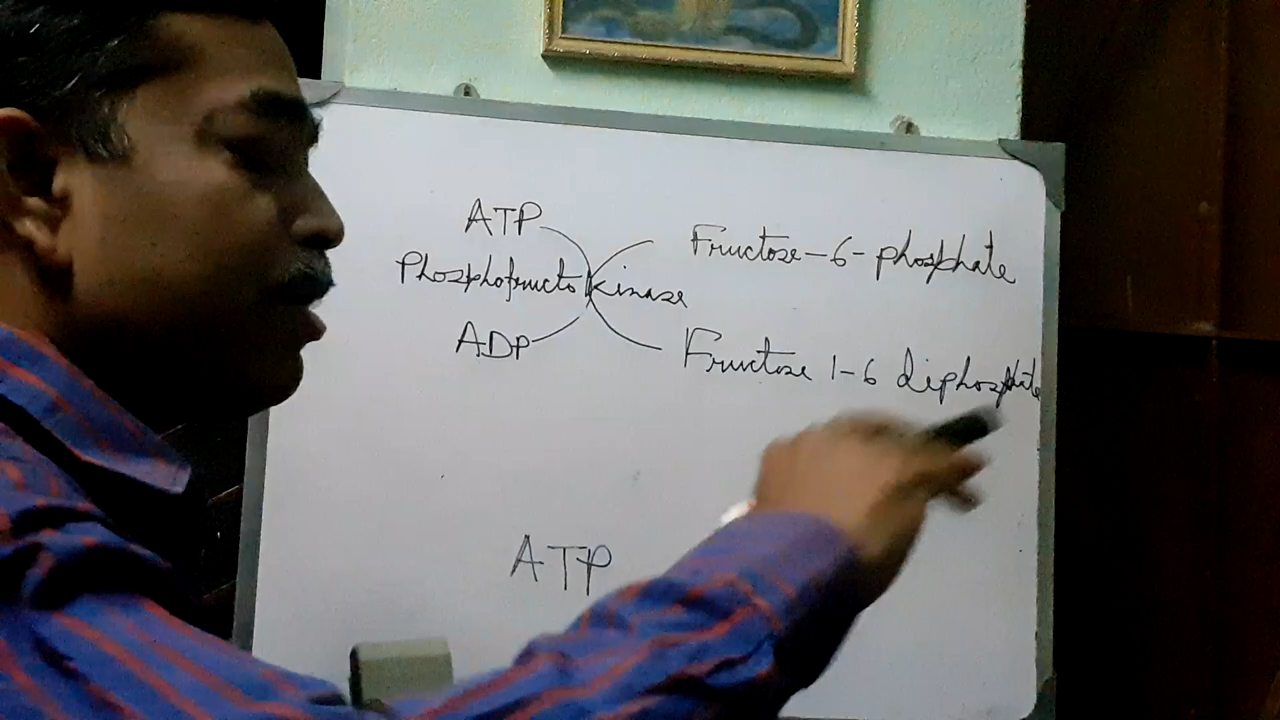 ATP
Fructose-6-phosphate
Phosphofructokinase
ADP
Fructose 1-6 diphosphate
ATP